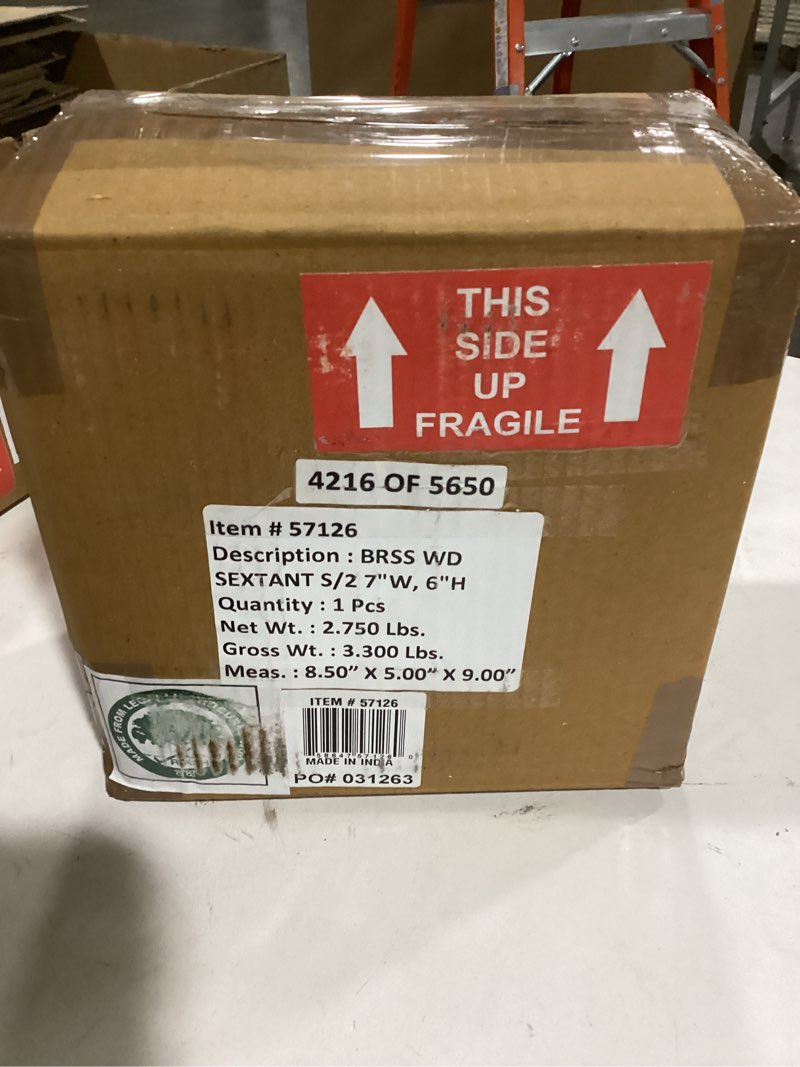 THIS
SIDE
UP
FRAGILE
4216 OF 5650
Item # 57126
Description : BRSS WD
SEXTANT S/2 7"W, 6"H
Quantity : 1 Pcs
Net Wt. : 2.750 Lbs.
Gross Wt. : 3.300 Lbs.
Meas. : 8.50” X 5.00” X 9.00”
MADE FROM
ITEM # 57126
MADE IN INDIA
PO# 031263